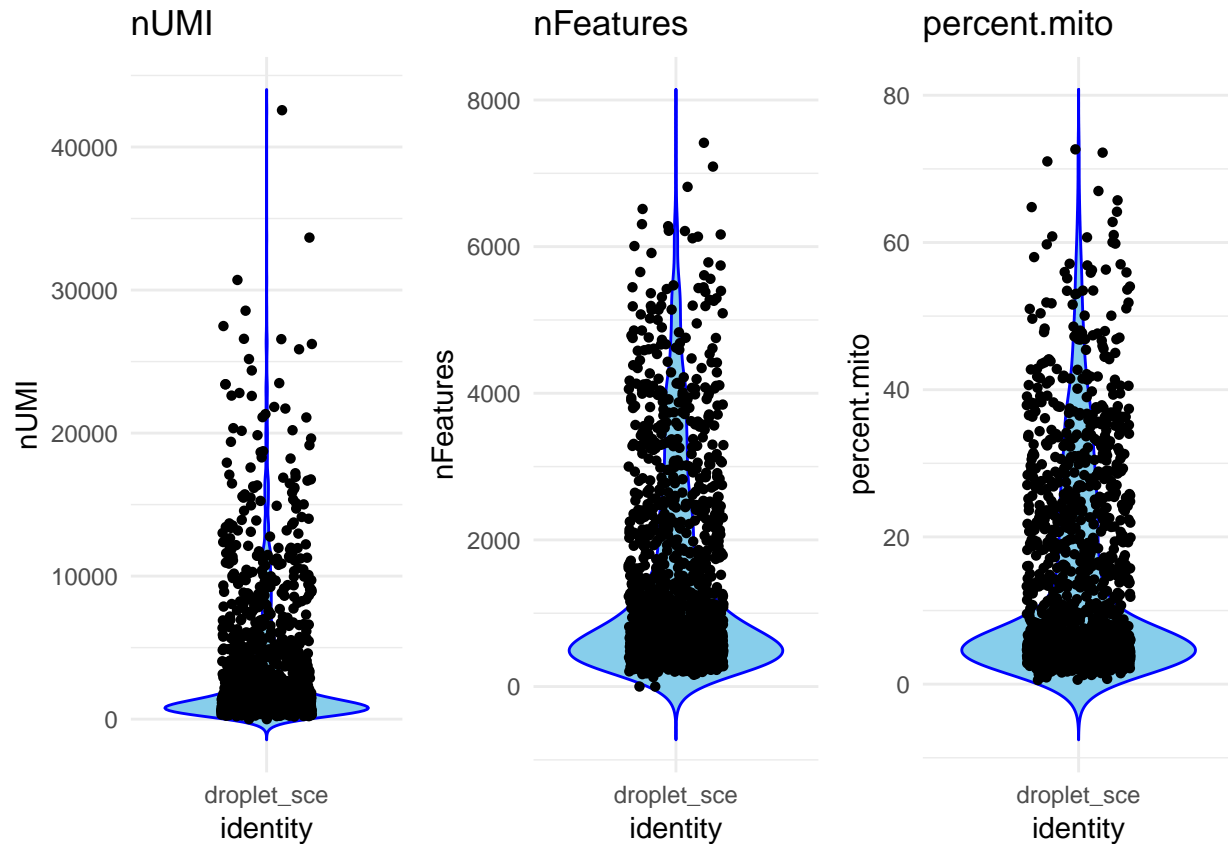 nUMI
nUMI
40000
30000
20000
10000
0
droplet_sce
identity
nFeatures
nFeatures
8000
6000
4000
2000
0
droplet_sce
identity
percent.mito
percent.mito
80
60
40
20
0
droplet_sce
identity